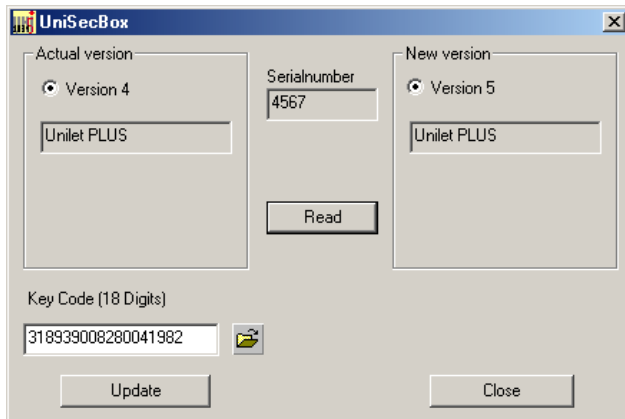 UniSecBox
Actual version
Version 4
Unilet PLUS
Serialnumber
4567
Read
New version
Version 5
Unilet PLUS
Key Code (18 Digits)
318939008280041982
Update
Close